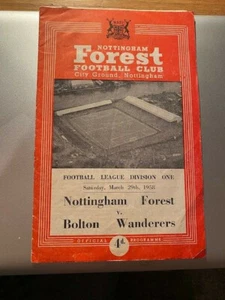 NOTTINGHAM
Forest
FOOTBALL CLUB
City Ground, Nottingham
FOOTBALL LEAGUE DIVISION ONE
Saturday, March 29th, 1958
Nottingham Forest
V.
Bolton Wanderers
OFFICIAL 4d. PROGRAMME